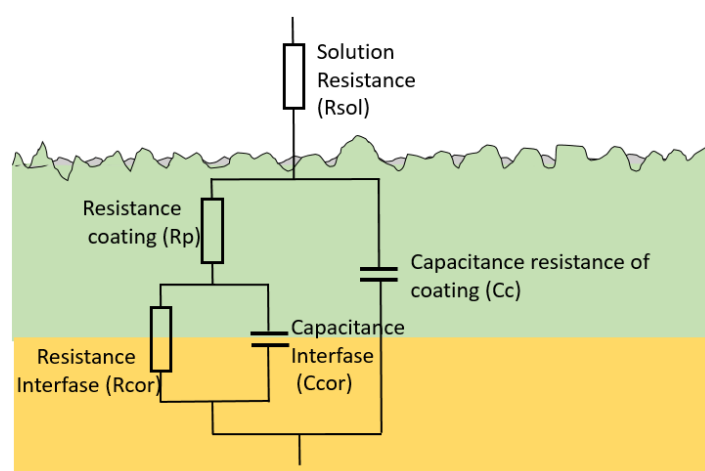 Solution
Resistance
(Rsol)
Resistance
coating (Rp)
Capacitance resistance of
coating (Cc)
Resistance
Interfase (Rcor)
Capacitance
Interfase
(Ccor)